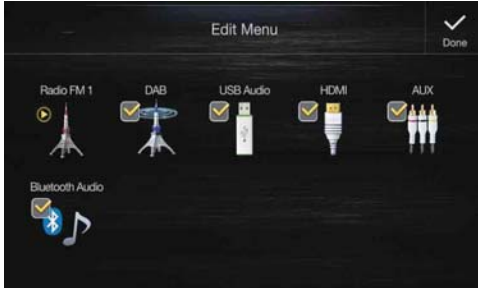 Edit Menu
Done
Radio FM 1
DAB
USB Audio
HDMI
AUX
Bluetooth Audio